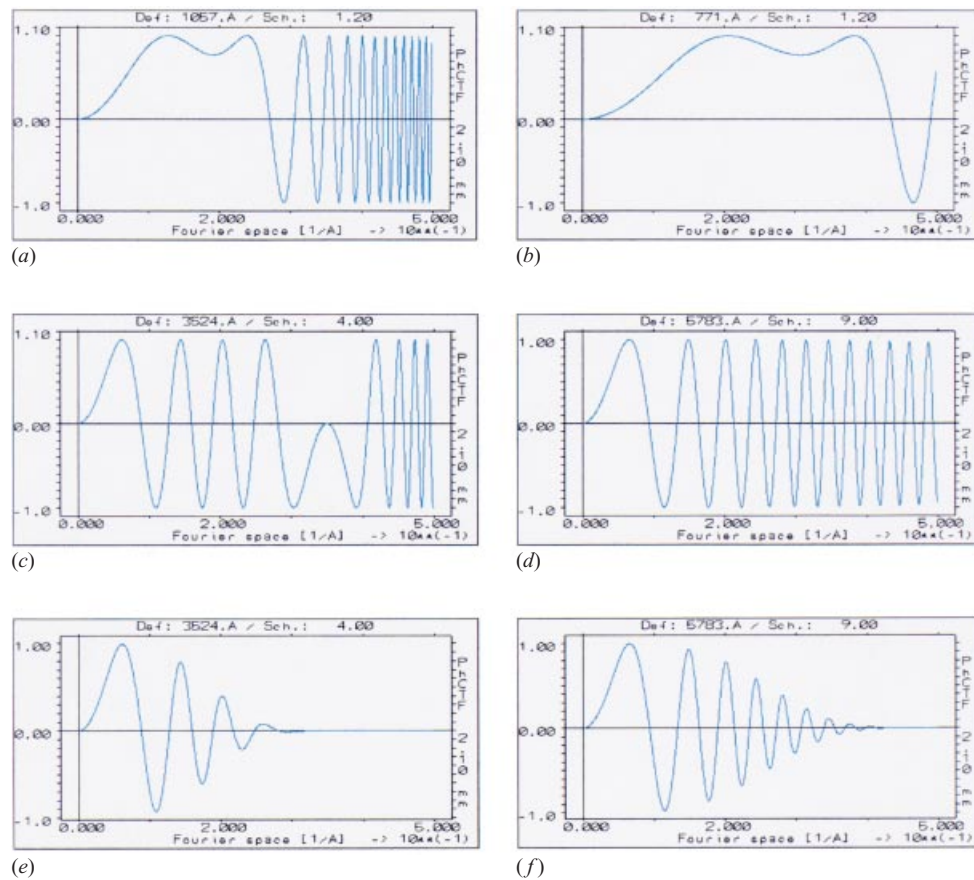 Def: 1057.A / Sch.: 1.20
1.10
0.00
-1.0
0.000 2.000 5.000
Fourier space [1/A] -> 10**(-1)
PhCTF
(a)
Def: 771.A / Sch.: 1.20
1.10
0.00
-1.0
0.000 2.000 5.000
Fourier space [1/A] -> 10**(-1)
PhCTF
(b)
Def: 3524.A / Sch.: 4.00
1.10
0.00
-1.0
0.000 2.000 5.000
Fourier space [1/A] -> 10**(-1)
PhCTF
(c)
Def: 5783.A / Sch.: 9.00
1.00
0.00
-1.0
0.000 2.000 5.000
Fourier space [1/A] -> 10**(-1)
PhCTF
(d)
Def: 3524.A / Sch.: 4.00
1.00
0.00
-1.0
0.000 2.000 5.000
Fourier space [1/A] -> 10**(-1)
PhCTF
(e)
Def: 5783.A / Sch.: 9.00
1.00
0.00
-1.0
0.000 2.000 5.000
Fourier space [1/A] -> 10**(-1)
PhCTF
(f)